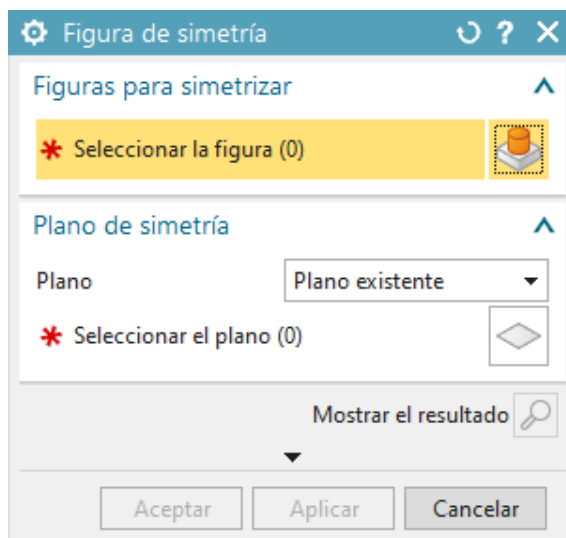 Figura de simetría ?
Figuras para simetrizar
* Seleccionar la figura (0)
Plano de simetría
Plano Plano existente
* Seleccionar el plano (0)
Mostrar el resultado
Aceptar Aplicar Cancelar